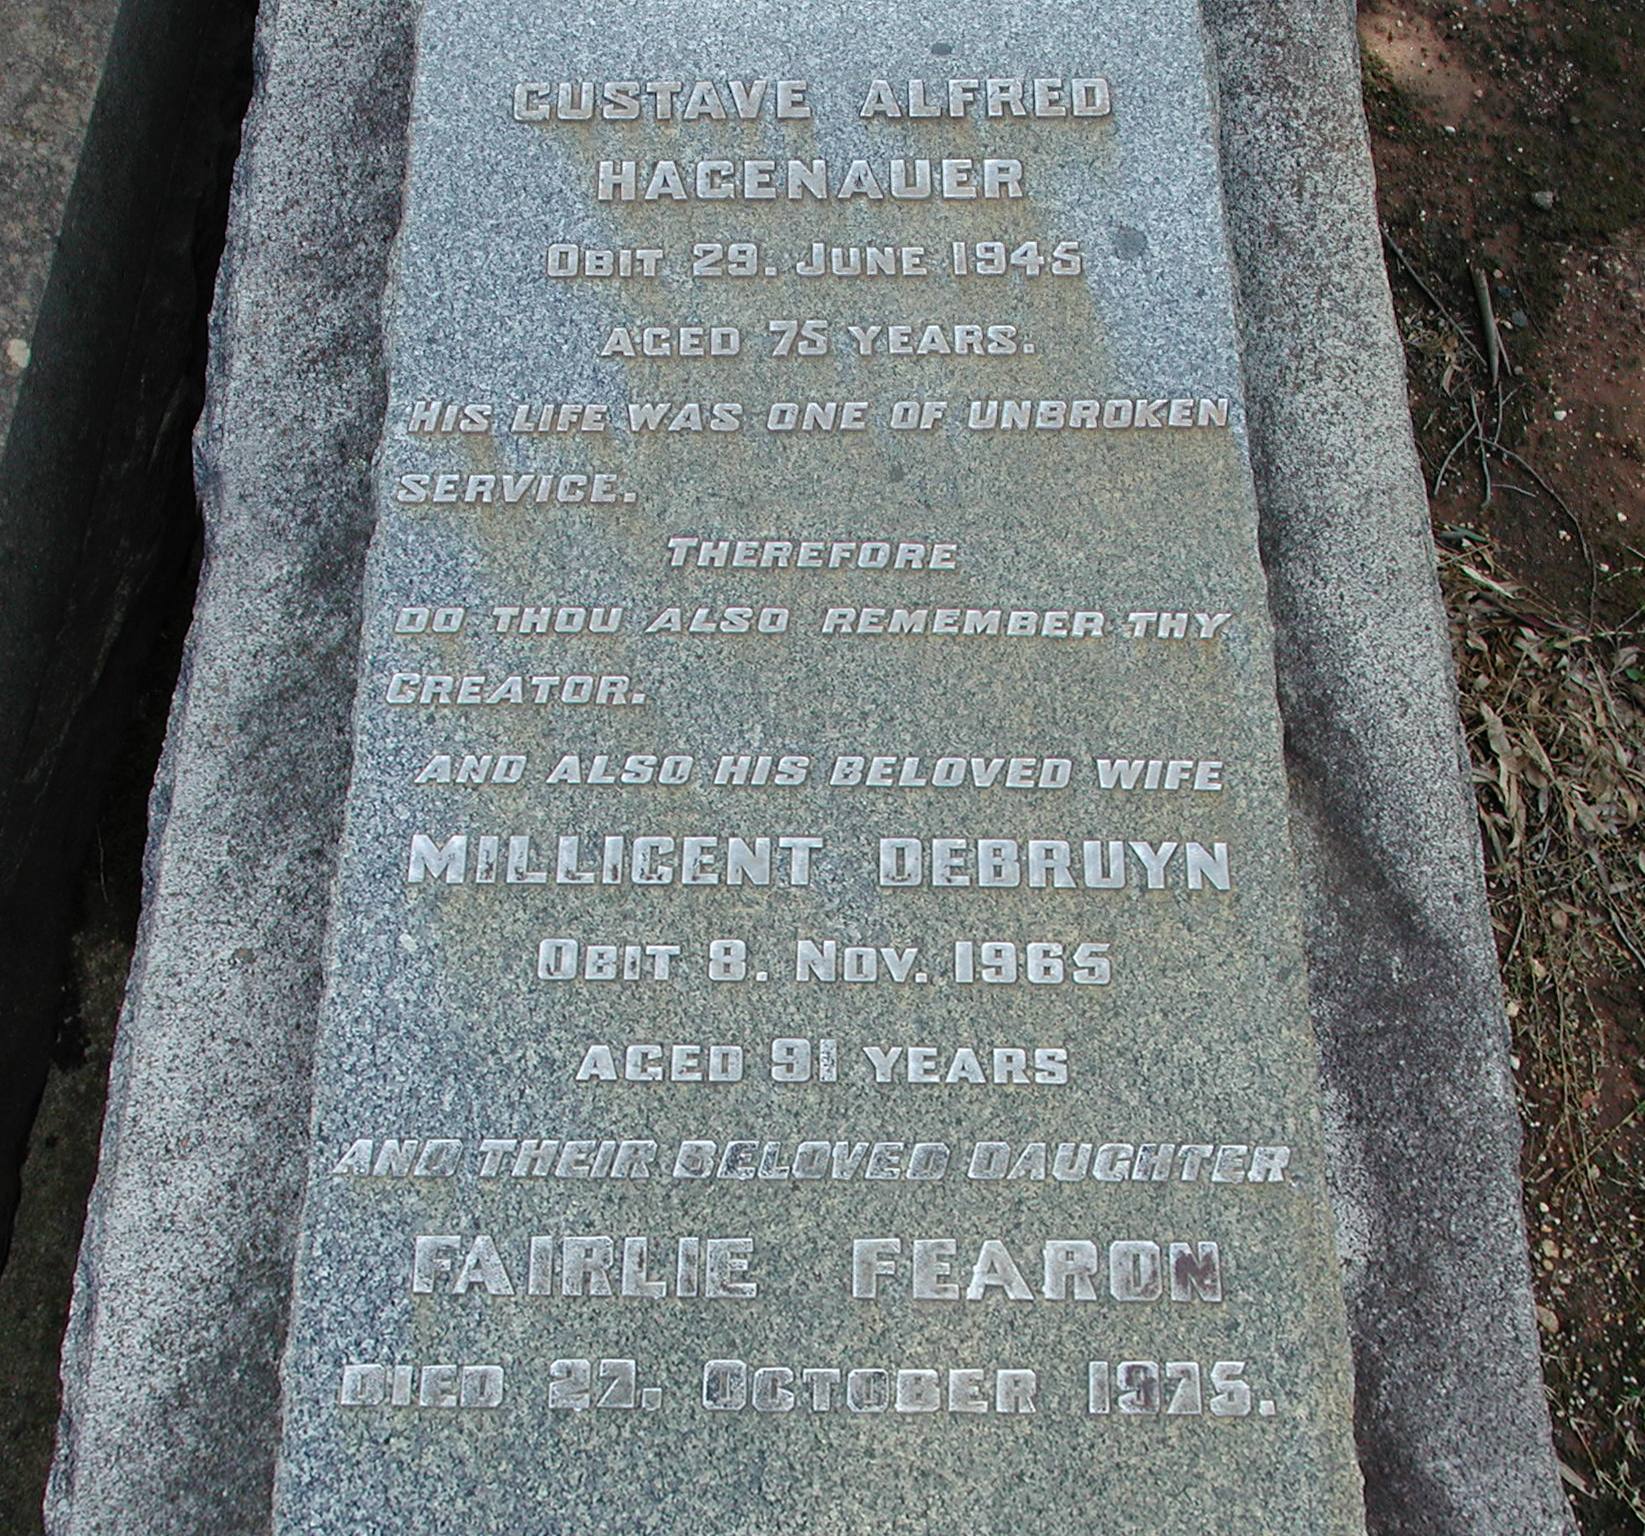 GUSTAVE ALFRED
HAGENAUER
OBIT 29. JUNE 1945
AGED 75 YEARS.
HIS LIFE WAS ONE OF UNBROKEN
SERVICE.
THEREFORE
DO THOU ALSO REMEMBER THY
CREATOR.
AND ALSO HIS BELOVED WIFE
MILLICENT DEBRUYN
OBIT 8. NOV. 1965
AGED 91 YEARS
AND THEIR BELOVED DAUGHTER,
FAIRLIE FEARON
DIED 27. OCTOBER 1975.